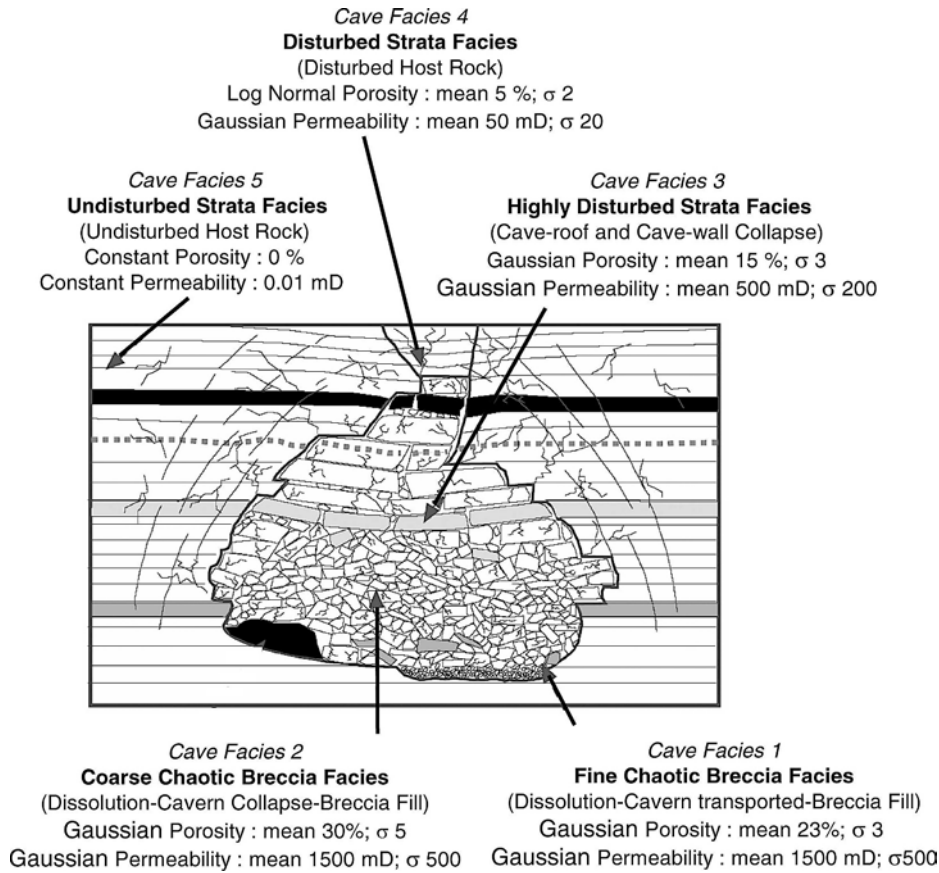 Cave Facies 4
Disturbed Strata Facies
(Disturbed Host Rock)
Log Normal Porosity : mean 5 %; σ 2
Gaussian Permeability : mean 50 mD; σ 20
Cave Facies 5
Undisturbed Strata Facies
(Undisturbed Host Rock)
Constant Porosity : 0 %
Constant Permeability : 0.01 mD
Cave Facies 3
Highly Disturbed Strata Facies
(Cave-roof and Cave-wall Collapse)
Gaussian Porosity : mean 15 %; σ 3
Gaussian Permeability : mean 500 mD; σ 200
Cave Facies 2
Coarse Chaotic Breccia Facies
(Dissolution-Cavern Collapse-Breccia Fill)
Gaussian Porosity : mean 30%; σ 5
Gaussian Permeability : mean 1500 mD; σ 500
Cave Facies 1
Fine Chaotic Breccia Facies
(Dissolution-Cavern transported-Breccia Fill)
Gaussian Porosity : mean 23%; σ 3
Gaussian Permeability : mean 1500 mD; σ500